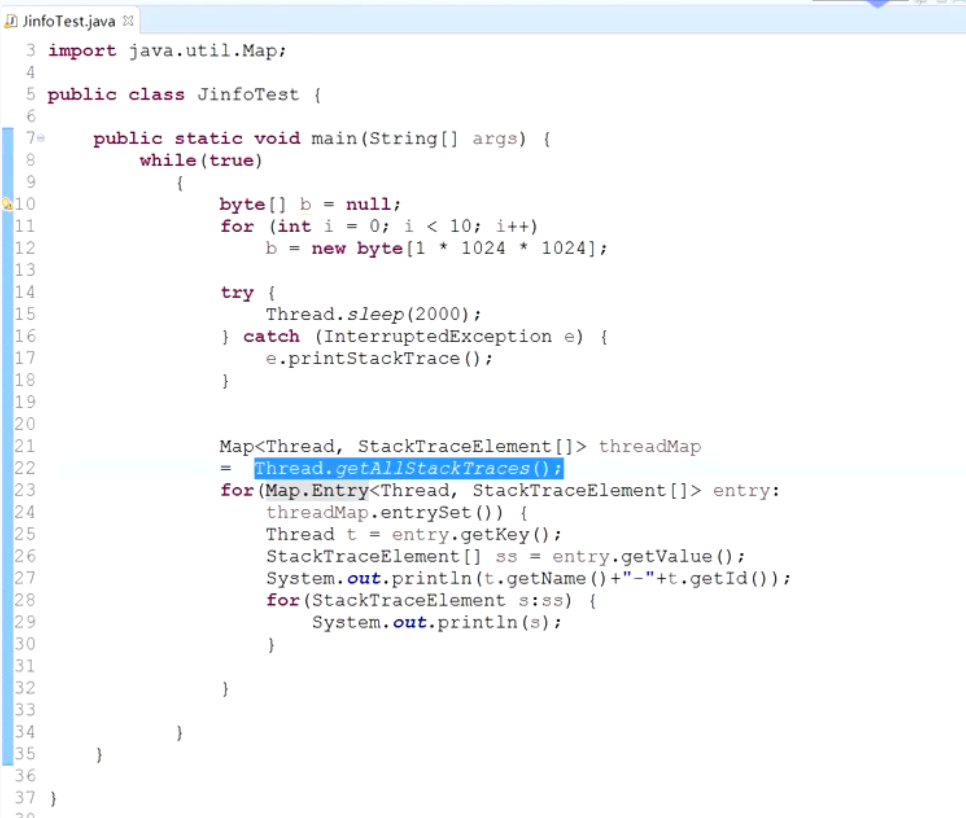 JinfoTest.java
3 import java.util.Map;
4
5 public class JinfoTest {
6
7 public static void main(String[] args) {
8 while(true)
9 {
10 byte[] b = null;
11 for (int i = 0; i < 10; i++)
12 b = new byte[1 * 1024 * 1024];
13
14 try {
15 Thread.sleep(2000);
16 } catch (InterruptedException e) {
17 e.printStackTrace();
18 }
19
20
21 Map<Thread, StackTraceElement[]> threadMap
22 = Thread.getAllStackTraces();
23 for(Map.Entry<Thread, StackTraceElement[]> entry:
24 threadMap.entrySet()) {
25 Thread t = entry.getKey();
26 StackTraceElement[] ss = entry.getValue();
27 System.out.println(t.getName()+"-"+t.getId());
28 for(StackTraceElement s:ss) {
29 System.out.println(s);
30 }
31
32 }
33
34 }
35 }
36
37 }